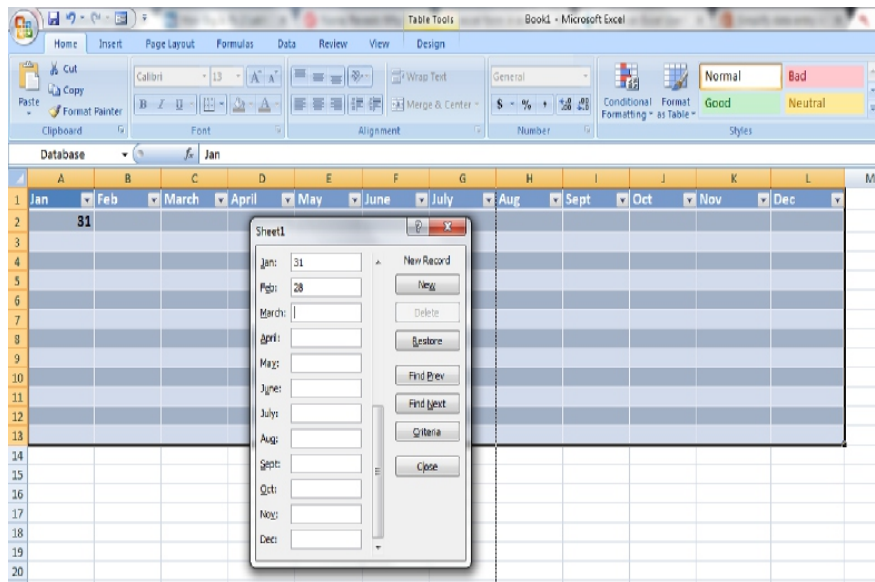 Table Tools Book1 - Microsoft Excel
Home Insert Page Layout Formulas Data Review View Design
Cut
Copy
Format Painter
Paste
Calibri 13 A A
B I U A
Wrap Text
Merge & Center
General
$ % ,
Conditional Formatting
Format as Table
Normal Bad
Good Neutral
Clipboard Font Alignment Number Styles
Database fx Jan
A B C D E F G H I J K L M
1 Jan Feb March April May June July Aug Sept Oct Nov Dec
2 31
3
4
5
6
7
8
9
10
11
12
13
14
15
16
17
18
19
20
Sheet1
Jan: 31
Feb: 28
March:
April:
May:
June:
July:
Aug:
Sept:
Oct:
Nov:
Dec:
New Record
New
Delete
Restore
Find Prev
Find Next
Criteria
Close